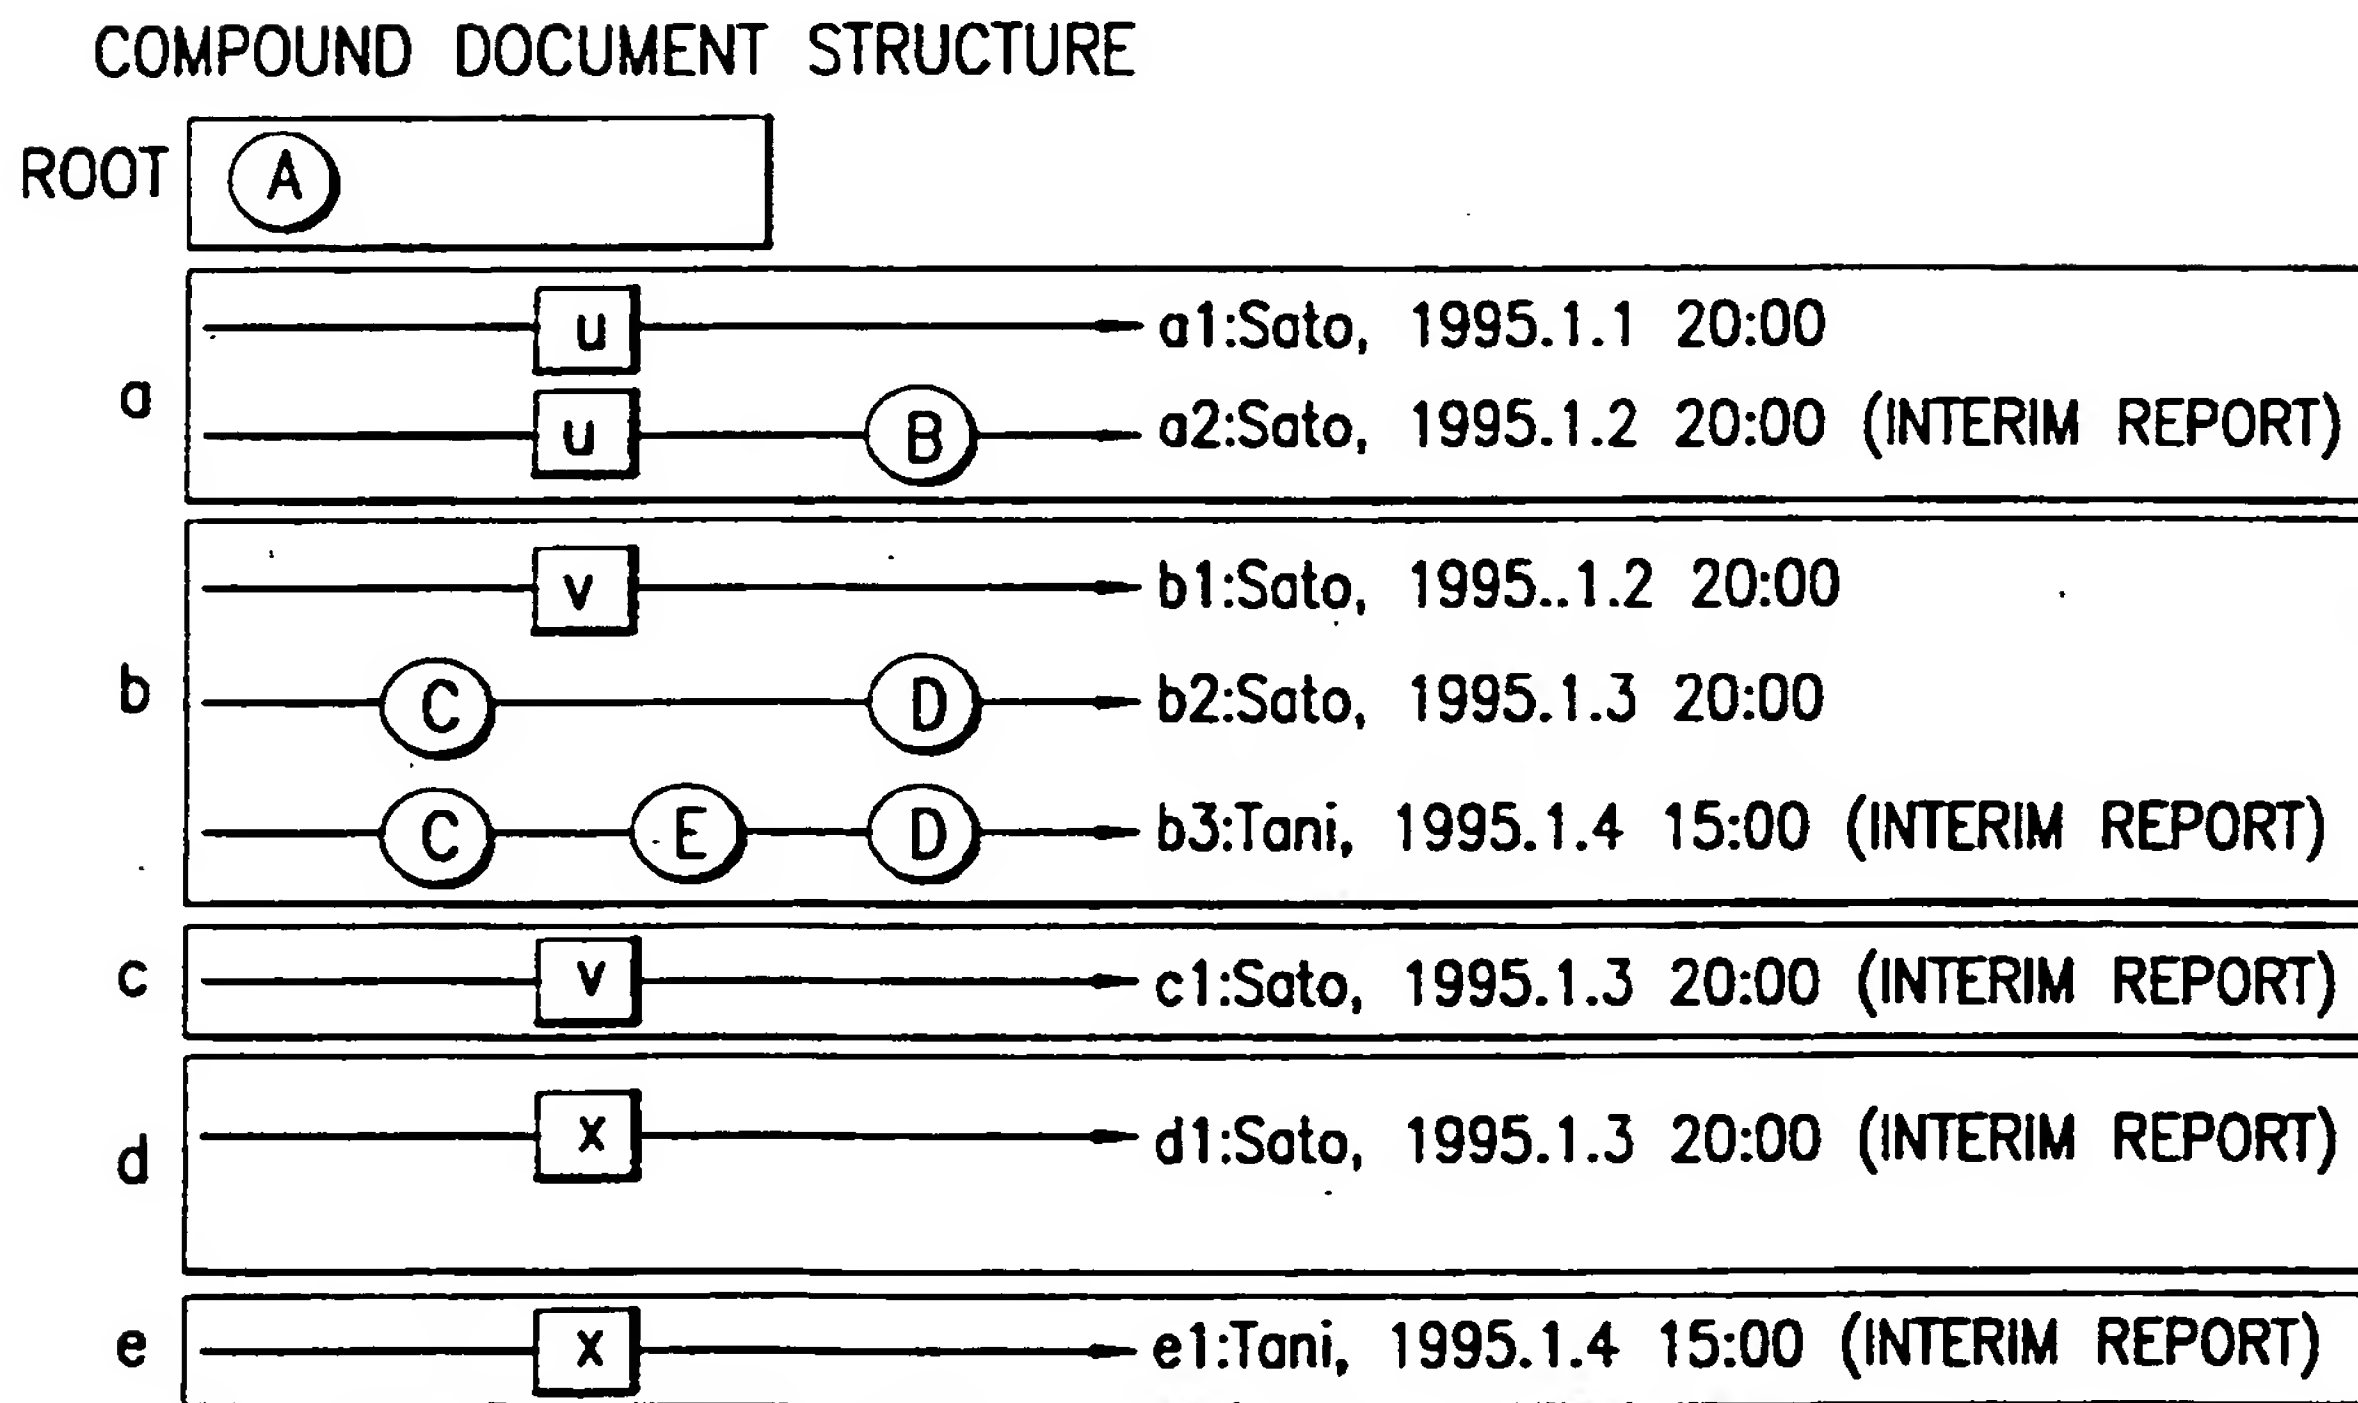 COMPOUND DOCUMENT STRUCTURE
ROOT A
a
u a1:Sato, 1995.1.1 20:00
u B a2:Sato, 1995.1.2 20:00 (INTERIM REPORT)
b
v b1:Sato, 1995..1.2 20:00
C D b2:Sato, 1995.1.3 20:00
C E D b3:Tani, 1995.1.4 15:00 (INTERIM REPORT)
c v c1:Sato, 1995.1.3 20:00 (INTERIM REPORT)
d x d1:Sato, 1995.1.3 20:00 (INTERIM REPORT)
e x e1:Tani, 1995.1.4 15:00 (INTERIM REPORT)